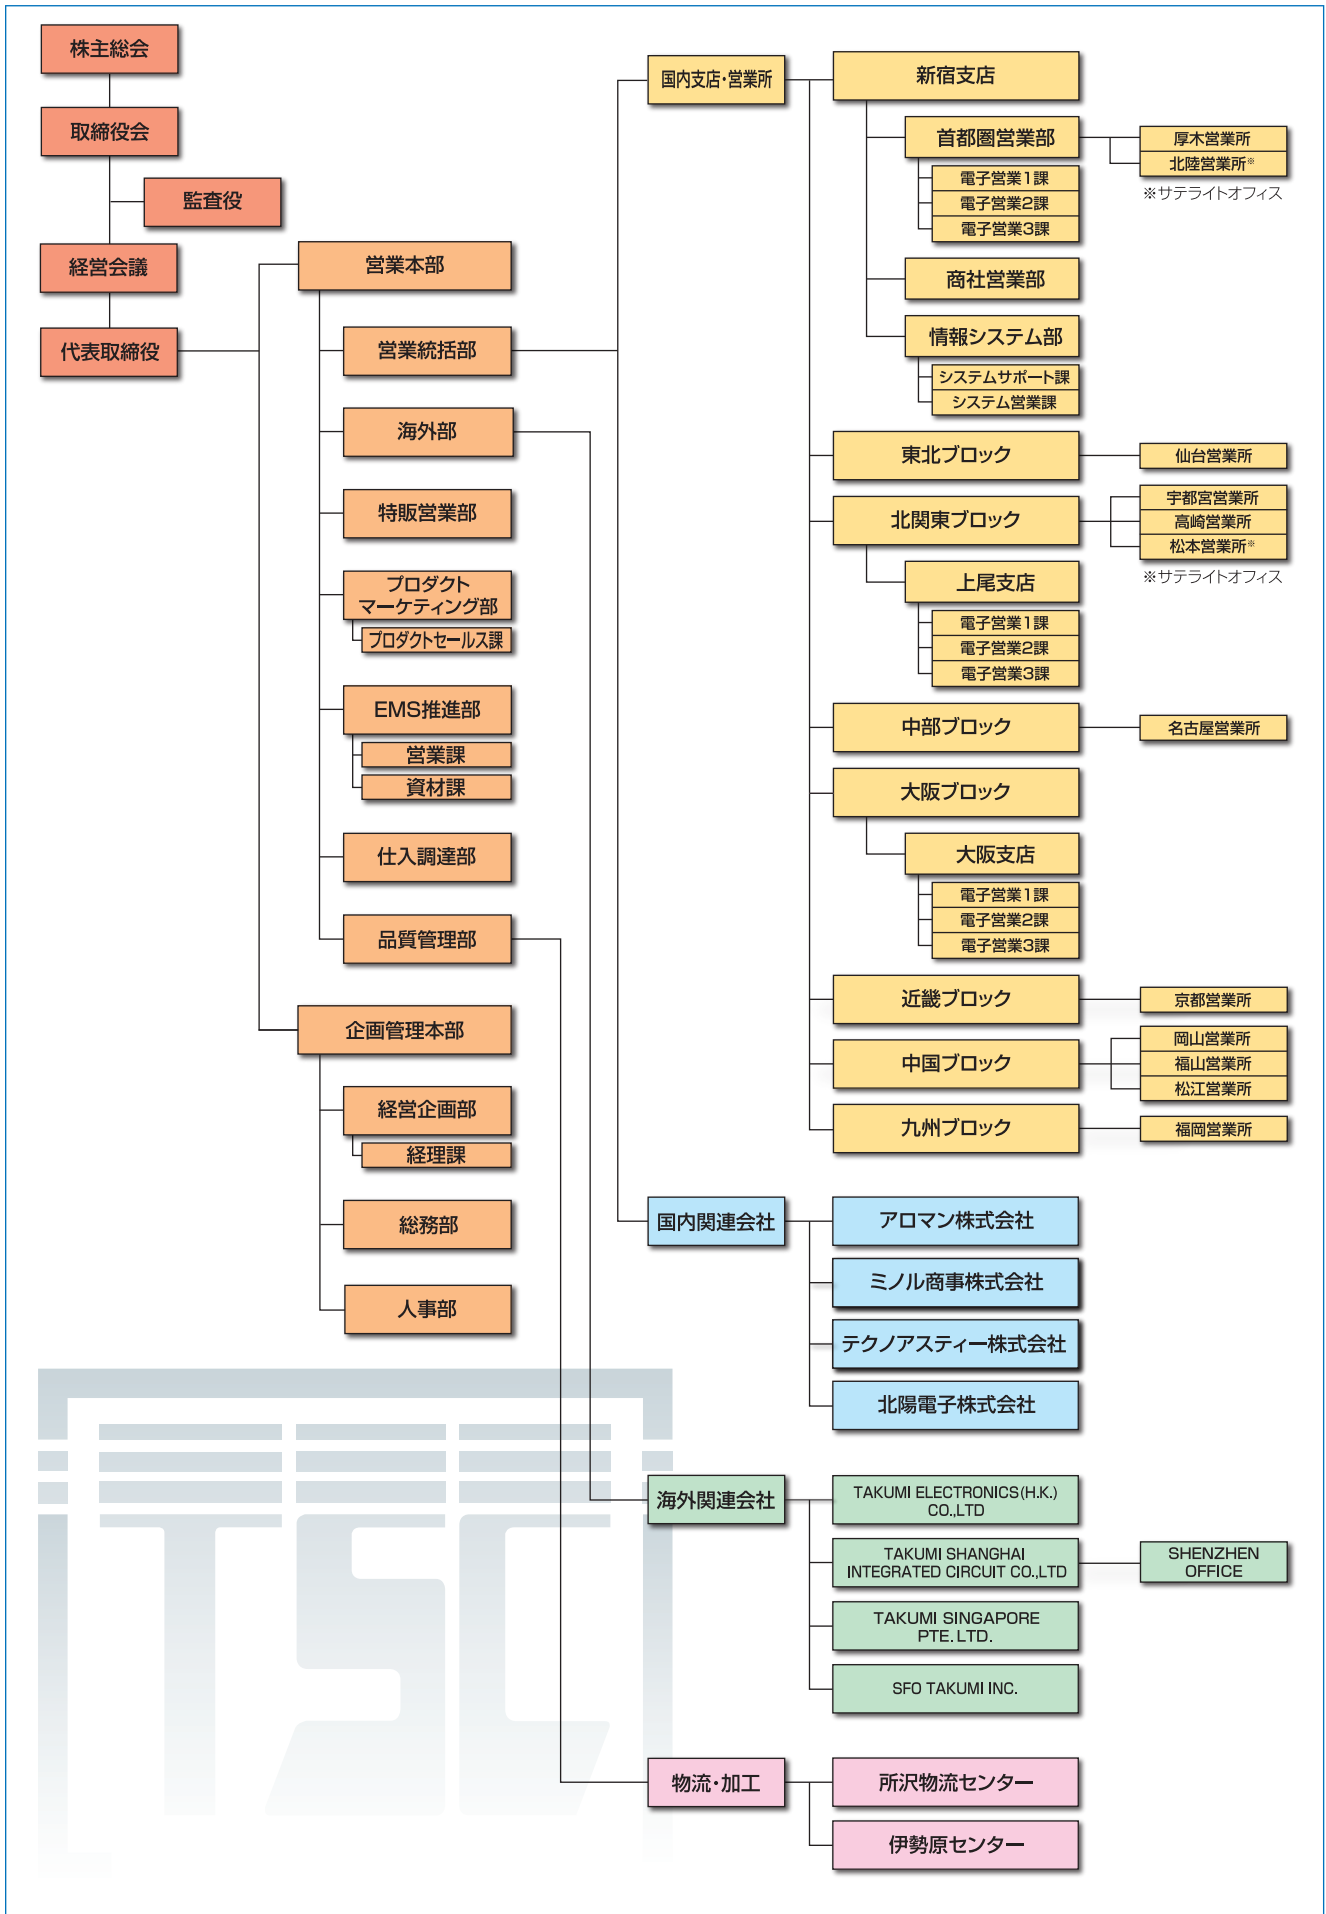 株主総会
取締役会
監査役
経営会議
代表取締役
営業本部
営業統括部
海外部
特販営業部
プロダクト
マーケティング部
プロダクトセールス課
EMS推進部
営業課
資材課
仕入調達部
品質管理部
企画管理本部
経営企画部
経理課
総務部
人事部
国内支店・営業所
新宿支店
首都圏営業部
電子営業1課
電子営業2課
電子営業3課
厚木営業所
北陸営業所※
※サテライトオフィス
商社営業部
情報システム部
システムサポート課
システム営業課
東北ブロック
仙台営業所
北関東ブロック
宇都宮営業所
高崎営業所
松本営業所※
※サテライトオフィス
上尾支店
電子営業1課
電子営業2課
電子営業3課
中部ブロック
名古屋営業所
大阪ブロック
大阪支店
電子営業1課
電子営業2課
電子営業3課
近畿ブロック
京都営業所
中国ブロック
岡山営業所
福山営業所
松江営業所
九州ブロック
福岡営業所
国内関連会社
アロマン株式会社
ミノル商事株式会社
テクノアスティー株式会社
北陽電子株式会社
海外関連会社
TAKUMI ELECTRONICS(H.K.)
CO.,LTD
TAKUMI SHANGHAI
INTEGRATED CIRCUIT CO.,LTD
SHENZHEN
OFFICE
TAKUMI SINGAPORE
PTE. LTD.
SFO TAKUMI INC.
物流・加工
所沢物流センター
伊勢原センター
TSC